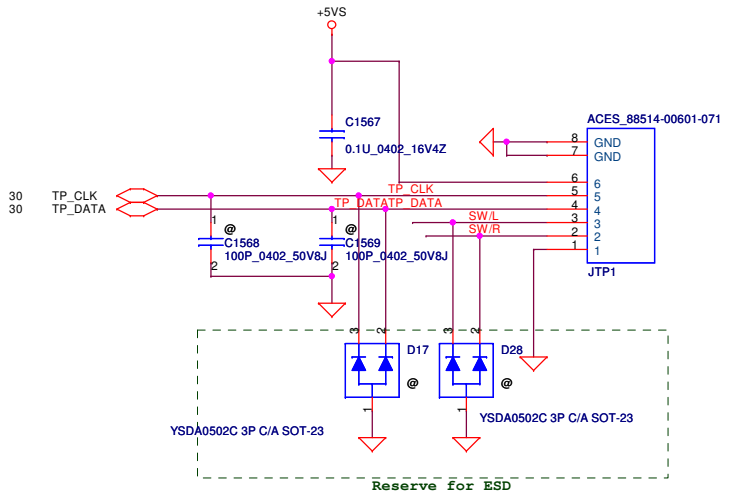 +5VS
C1567
0.1U_0402_16V4Z
ACES_88514-00601-071
8 GND
7 GND
6 6
30 TP_CLK TP_CLK 5 5
30 TP_DATA TP_DATATP_DATA 4 4
SW/L 3 3
SW/R 2 2
1 1
JTP1
1 @ 1 @
C1568 C1569
100P_0402_50V8J 100P_0402_50V8J
2 2
3 2 3 2
D17 D28
@ @
1 1
YSDA0502C 3P C/A SOT-23 YSDA0502C 3P C/A SOT-23
Reserve for ESD